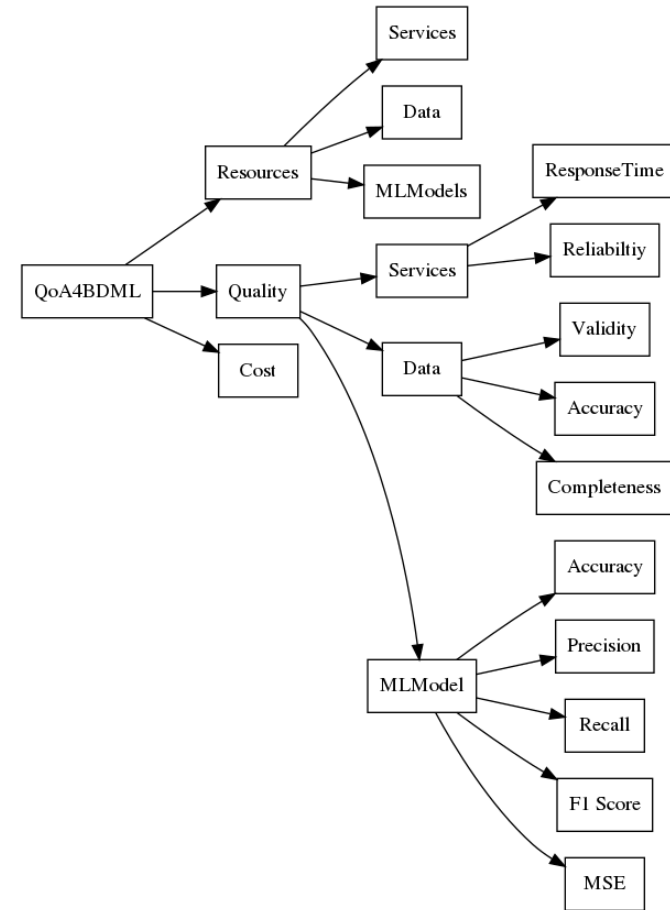 Services
Data
Resources
MLModels
ResponseTime
Reliabiltiy
QoA4BDML
Quality
Services
Validity
Cost
Data
Accuracy
Completeness
Accuracy
Precision
MLModel
Recall
F1 Score
MSE